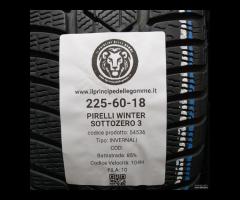 www.ilprincipedellegomme.it
225-60-18
PIRELLI WINTER
SOTTOZERO 3
codice prodotto: 54536
Tipo: INVERNALI
COD:
Battistrada: 85%
Codice Velocità: 104H
FILA: 10